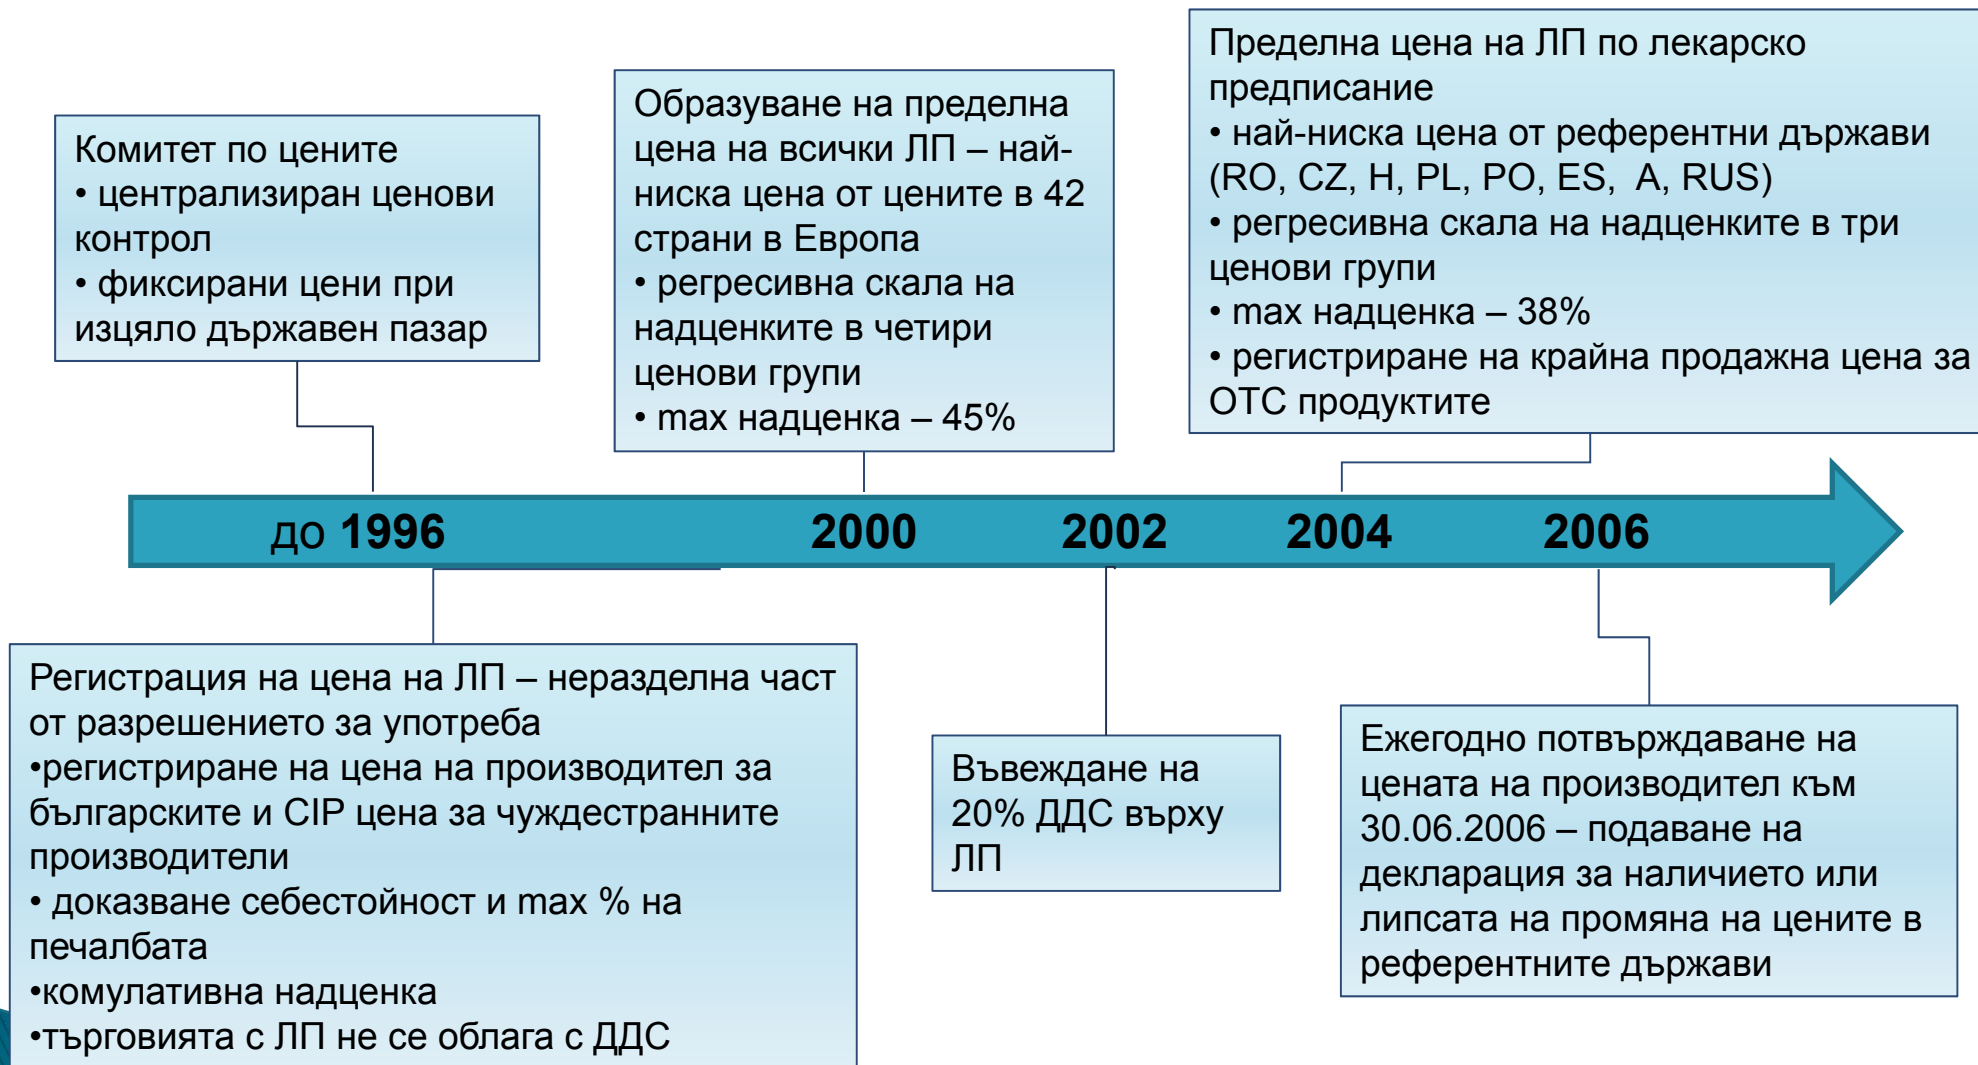 Комитет по цените
• централизиран ценови
контрол
• фиксирани цени при
изцяло държавен пазар
Образуване на пределна
цена на всички ЛП – най-
ниска цена от цените в 42
страни в Европа
• регресивна скала на
надценките в четири
ценови групи
• max надценка – 45%
Пределна цена на ЛП по лекарско
предписание
• най-ниска цена от референтни държави
(RO, CZ, H, PL, PO, ES, A, RUS)
• регресивна скала на надценките в три
ценови групи
• max надценка – 38%
• регистриране на крайна продажна цена за
ОТС продуктите
до 1996
2000
2002
2004
2006
Регистрация на цена на ЛП – неразделна част
от разрешението за употреба
•регистриране на цена на производител за
българските и CIP цена за чуждестранните
производители
• доказване себестойност и max % на
печалбата
•комулативна надценка
•търговията с ЛП не се облага с ДДС
Въвеждане на
20% ДДС върху
ЛП
Ежегодно потвърждаване на
цената на производител към
30.06.2006 – подаване на
декларация за наличието или
липсата на промяна на цените в
референтните държави